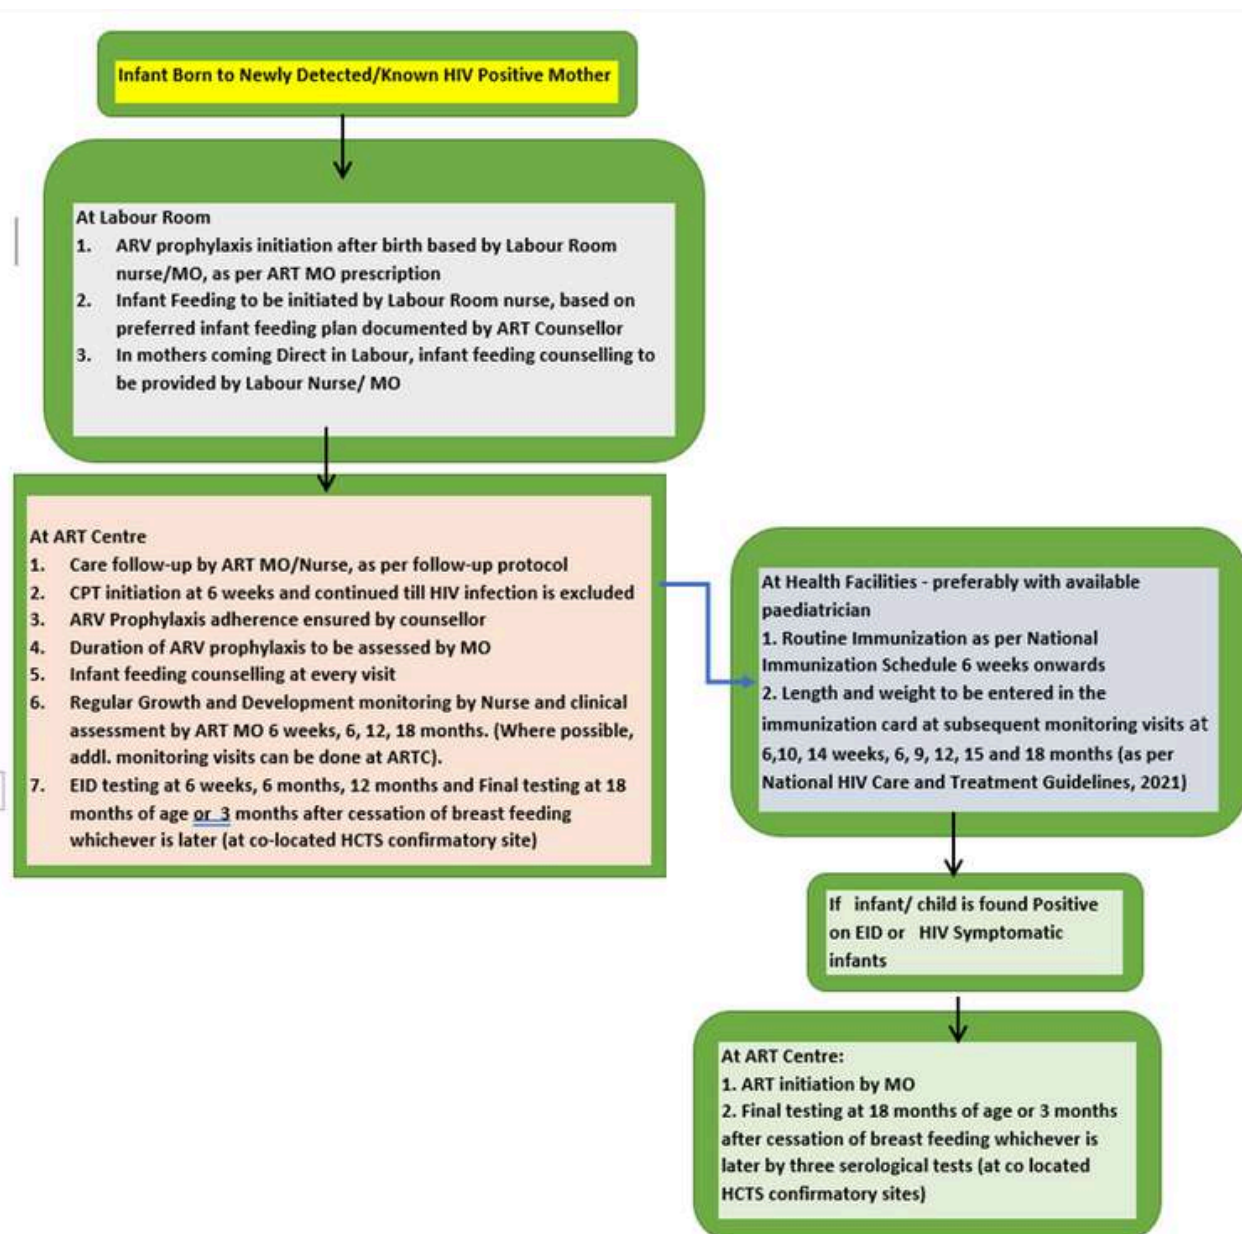 Infant Born to Newly Detected/Known HIV Positive Mother
At Labour Room
1. ARV prophylaxis initiation after birth based by Labour Room
nurse/MO, as per ART MO prescription
2. Infant Feeding to be initiated by Labour Room nurse, based on
preferred infant feeding plan documented by ART Counsellor
3. In mothers coming Direct in Labour, infant feeding counselling to
be provided by Labour Nurse/ MO
At ART Centre
1. Care follow-up by ART MO/Nurse, as per follow-up protocol
2. CPT initiation at 6 weeks and continued till HIV infection is excluded
3. ARV Prophylaxis adherence ensured by counsellor
4. Duration of ARV prophylaxis to be assessed by MO
5. Infant feeding counselling at every visit
6. Regular Growth and Development monitoring by Nurse and clinical
assessment by ART MO 6 weeks, 6, 12, 18 months. (Where possible,
addl. monitoring visits can be done at ARTC).
7. EID testing at 6 weeks, 6 months, 12 months and Final testing at 18
months of age or 3 months after cessation of breast feeding
whichever is later (at co-located HCTS confirmatory site)
At Health Facilities - preferably with available
paediatrician
1. Routine Immunization as per National
Immunization Schedule 6 weeks onwards
2. Length and weight to be entered in the
immunization card at subsequent monitoring visits at
6,10, 14 weeks, 6, 9, 12, 15 and 18 months (as per
National HIV Care and Treatment Guidelines, 2021)
If infant/ child is found Positive
on EID or HIV Symptomatic
infants
At ART Centre:
1. ART initiation by MO
2. Final testing at 18 months of age or 3 months
after cessation of breast feeding whichever is
later by three serological tests (at co located
HCTS confirmatory sites)